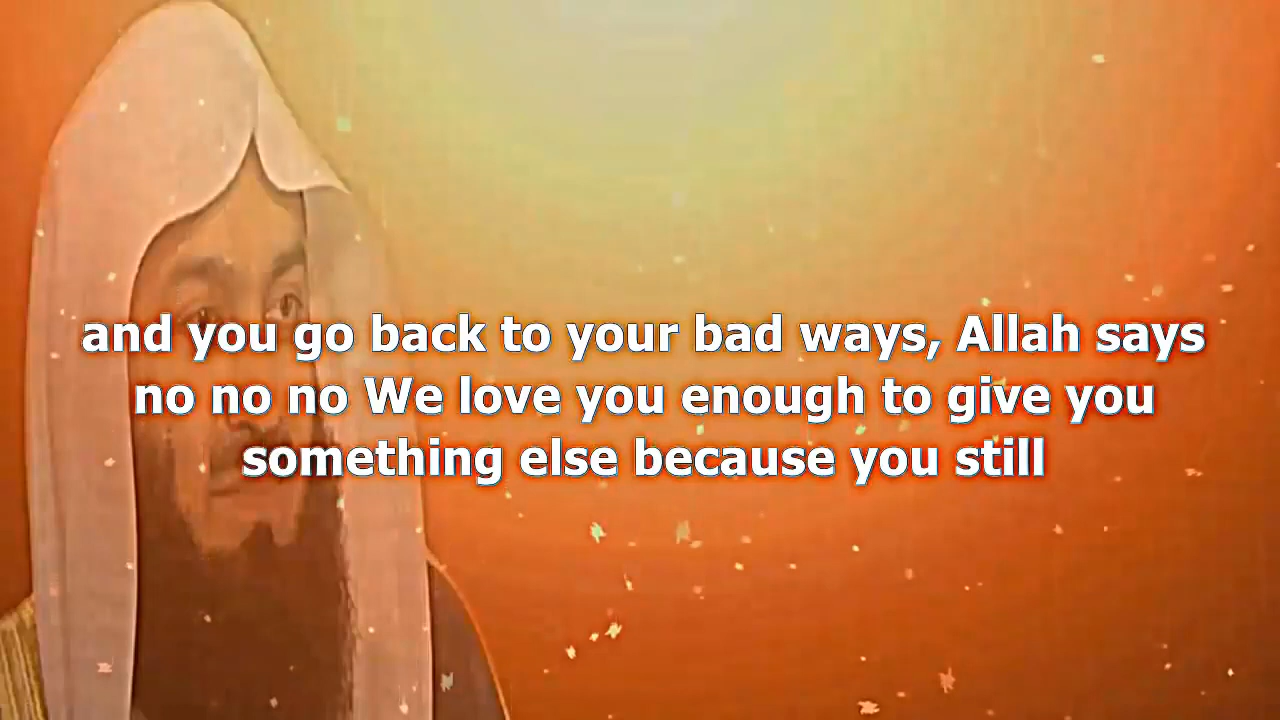 and you go back to your bad ways, Allah says
no no no We love you enough to give you
something else because you still